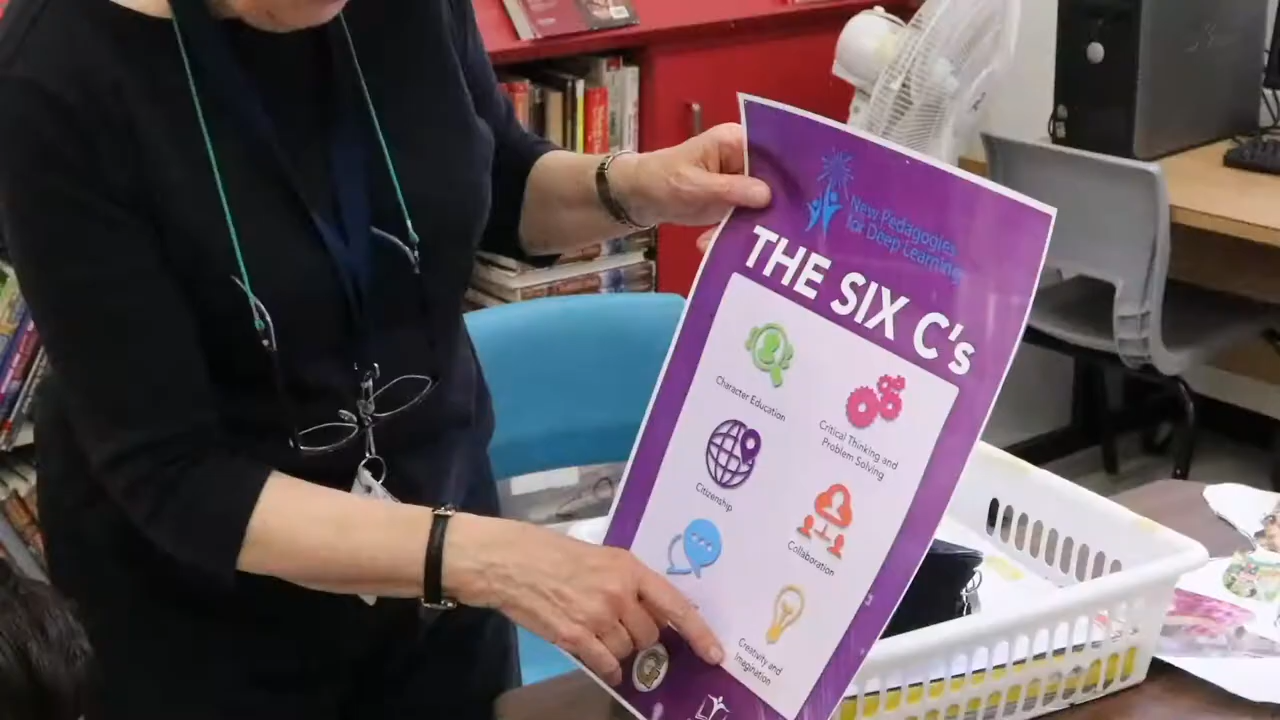 New Pedagogies
for Deep Learning
THE SIX C's
Character Education
Critical Thinking and
Problem Solving
Citizenship
Collaboration
Creativity and
Imagination